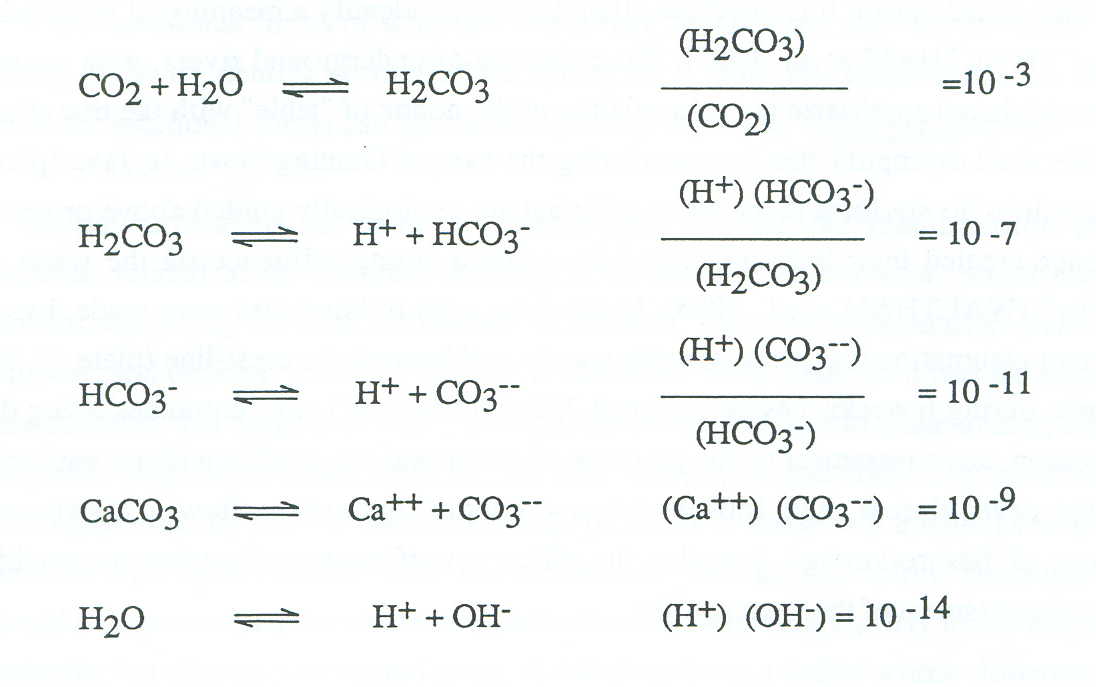 CO2 + H2O ⇌ H2CO3 (H2CO3) / (CO2) =10 -3
H2CO3 ⇌ H+ + HCO3- (H+) (HCO3-) / (H2CO3) = 10 -7
HCO3- ⇌ H+ + CO3-- (H+) (CO3--) / (HCO3-) = 10 -11
CaCO3 ⇌ Ca++ + CO3-- (Ca++) (CO3--) = 10 -9
H2O ⇌ H+ + OH- (H+) (OH-) = 10 -14